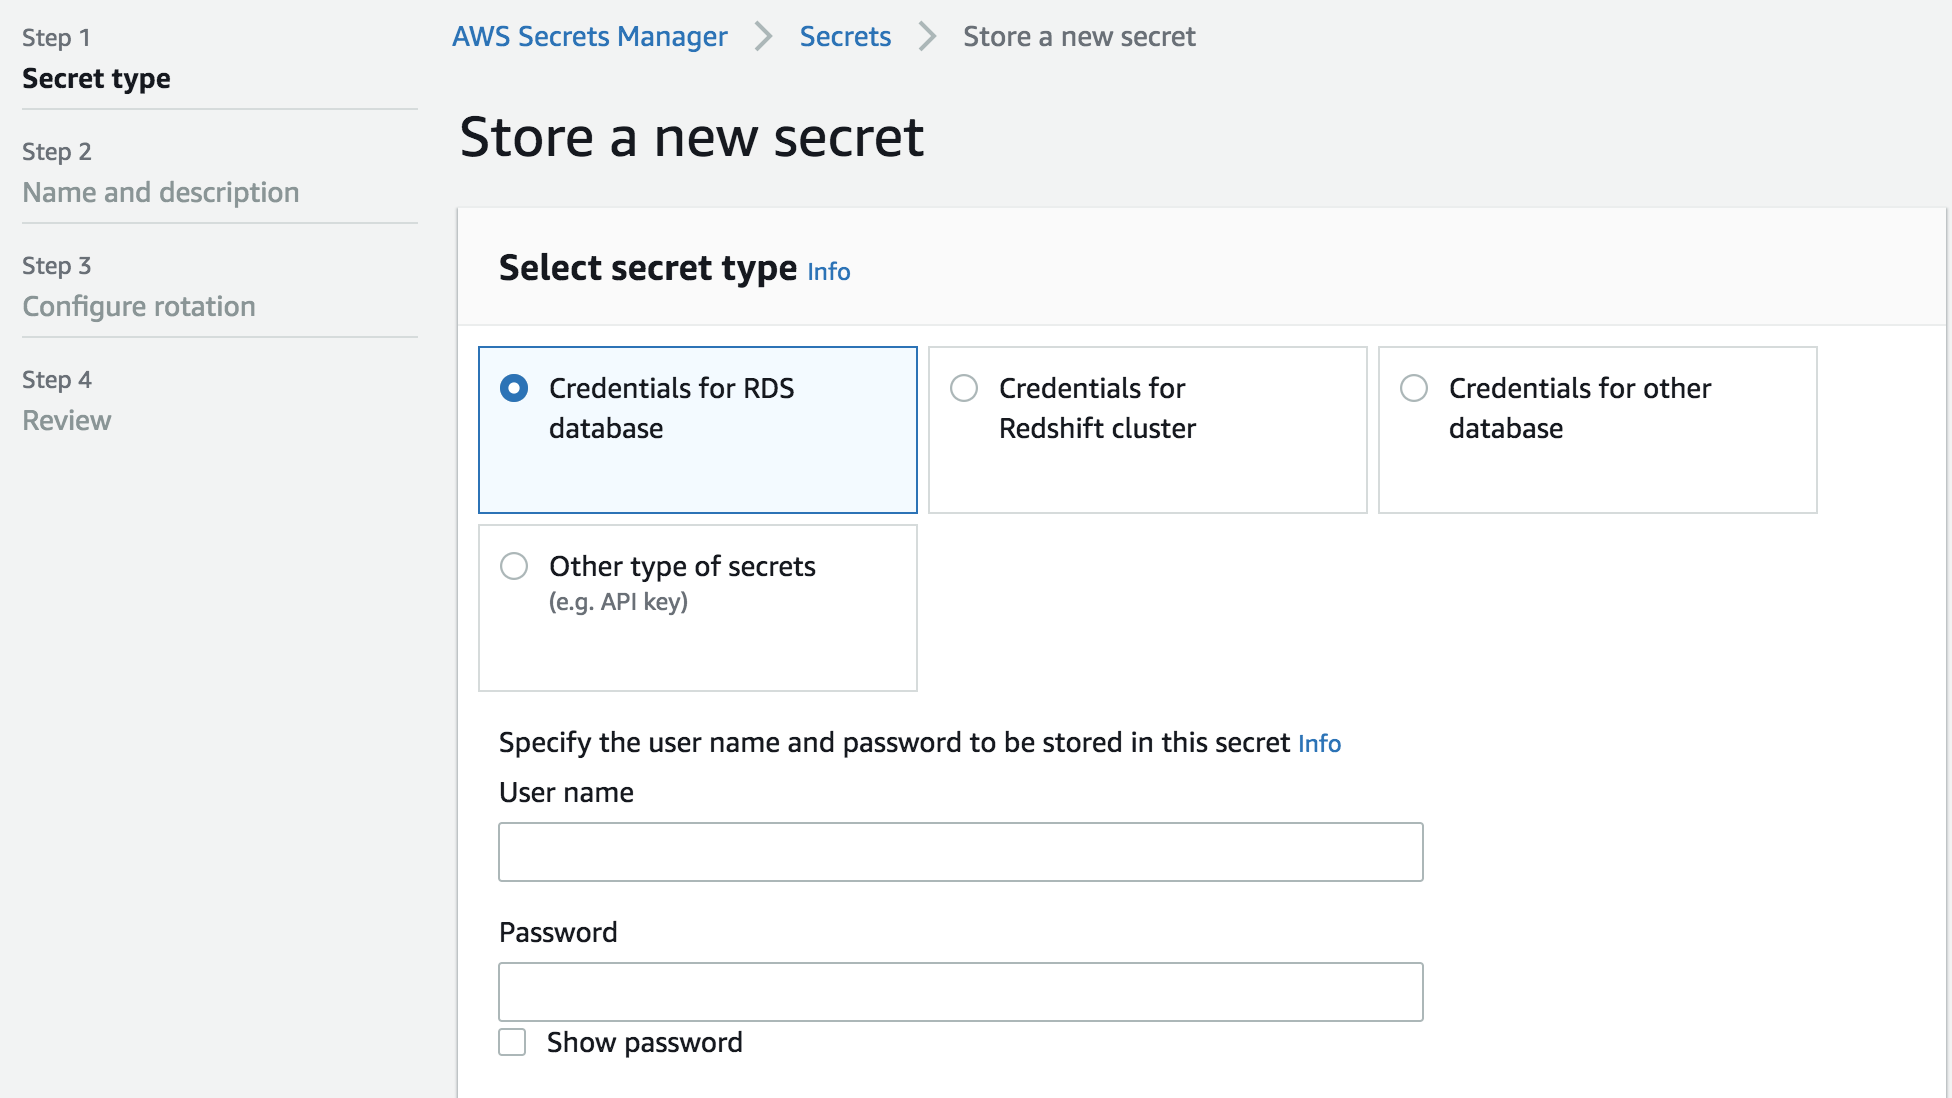 Step 1
Secret type
Step 2
Name and description
Step 3
Configure rotation
Step 4
Review
AWS Secrets Manager > Secrets > Store a new secret
Store a new secret
Select secret type Info
Credentials for RDS
database
Credentials for
Redshift cluster
Credentials for other
database
Other type of secrets
(e.g. API key)
Specify the user name and password to be stored in this secret Info
User name
Password
Show password